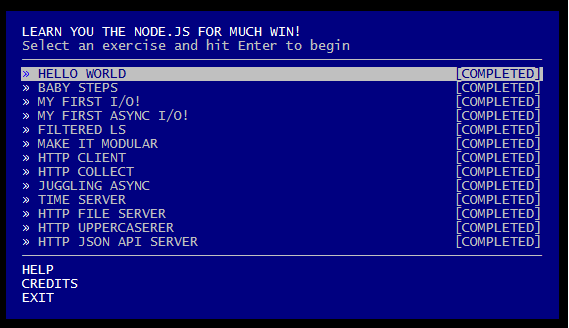 LEARN YOU THE NODE.JS FOR MUCH WIN!
Select an exercise and hit Enter to begin
» HELLO WORLD [COMPLETED]
» BABY STEPS [COMPLETED]
» MY FIRST I/O! [COMPLETED]
» MY FIRST ASYNC I/O! [COMPLETED]
» FILTERED LS [COMPLETED]
» MAKE IT MODULAR [COMPLETED]
» HTTP CLIENT [COMPLETED]
» HTTP COLLECT [COMPLETED]
» JUGGLING ASYNC [COMPLETED]
» TIME SERVER [COMPLETED]
» HTTP FILE SERVER [COMPLETED]
» HTTP UPPERCASERER [COMPLETED]
» HTTP JSON API SERVER [COMPLETED]
HELP
CREDITS
EXIT